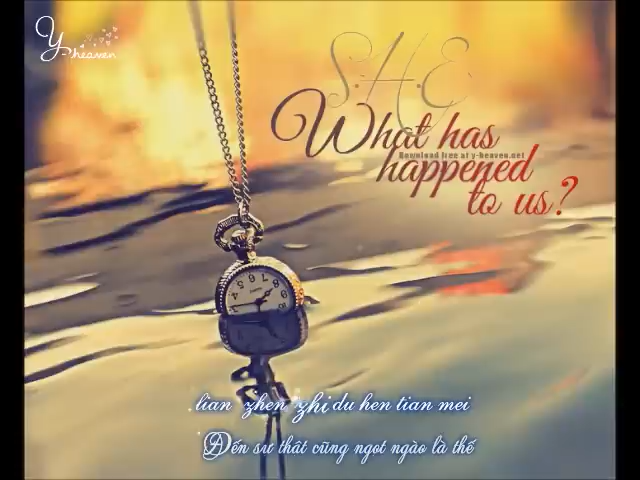 Y-heaven
S.H.E
What has
Download free at y-heaven.net
happened
to us?
lian zhen zhi du hen tian mei
Đến sự thật cũng ngọt ngào là thế